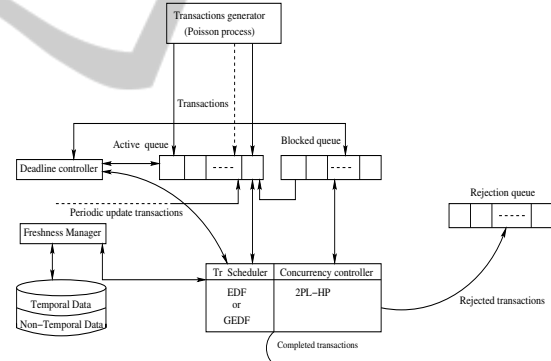 Transactions generator
(Poisson process)
Transactions
Active queue
Blocked queue
Deadline controller
Periodic update transactions
Rejection queue
Freshness Manager
Tr Scheduler
Concurrency controller
EDF
or
GEDF
2PL−HP
Temporal Data
Non−Temporal Data
Rejected transactions
Completed transactions